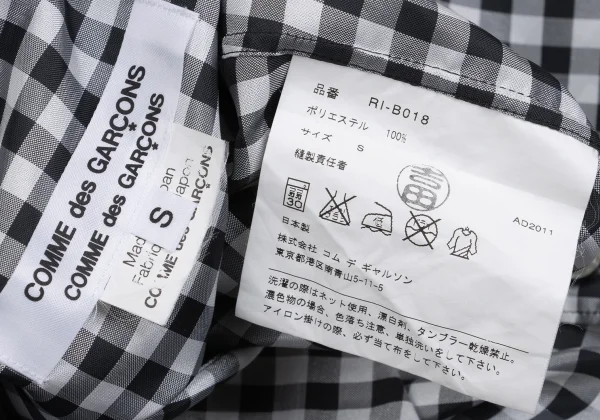 COMME des GARÇONS
COMME des GARÇONS
S
Made
pan
Fabric
Japan
CO
des GARÇONS
品番 RI-B018
ポリエステル 100%
サイズ S
縫製責任者
吉田
30
AD2011
日本製
株式会社 コム デ ギャルソン
東京都港区南青山5-11-5
洗濯の際はネット使用、漂白剤、タンブラー乾燥禁止。
濃色物の場合、色落ち注意、単独洗いをして下さい。
アイロン掛けの際、必ず当て布をして下さい。